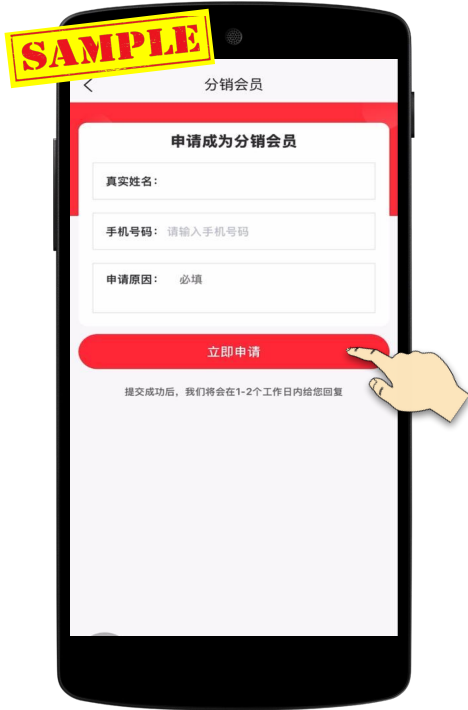 SAMPLE
分销会员
申请成为分销会员
真实姓名：
手机号码： 请输入手机号码
申请原因： 必填
立即申请
提交成功后，我们将会在1-2个工作日内给您回复